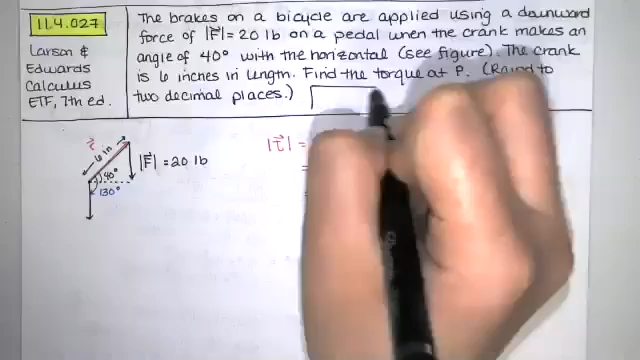 11.4.027
Larson &
Edwards
Calculus
ETF, 7th ed.
The brakes on a bicycle are applied using a downward
force of |F⃗| = 20 lb on a pedal when the crank makes an
angle of 40° with the horizontal (see figure). The crank
is 6 inches in length. Find the torque at P. (Round to
two decimal places.)
r⃗
6 in
40°
130°
|F⃗| = 20 lb
|τ⃗| =